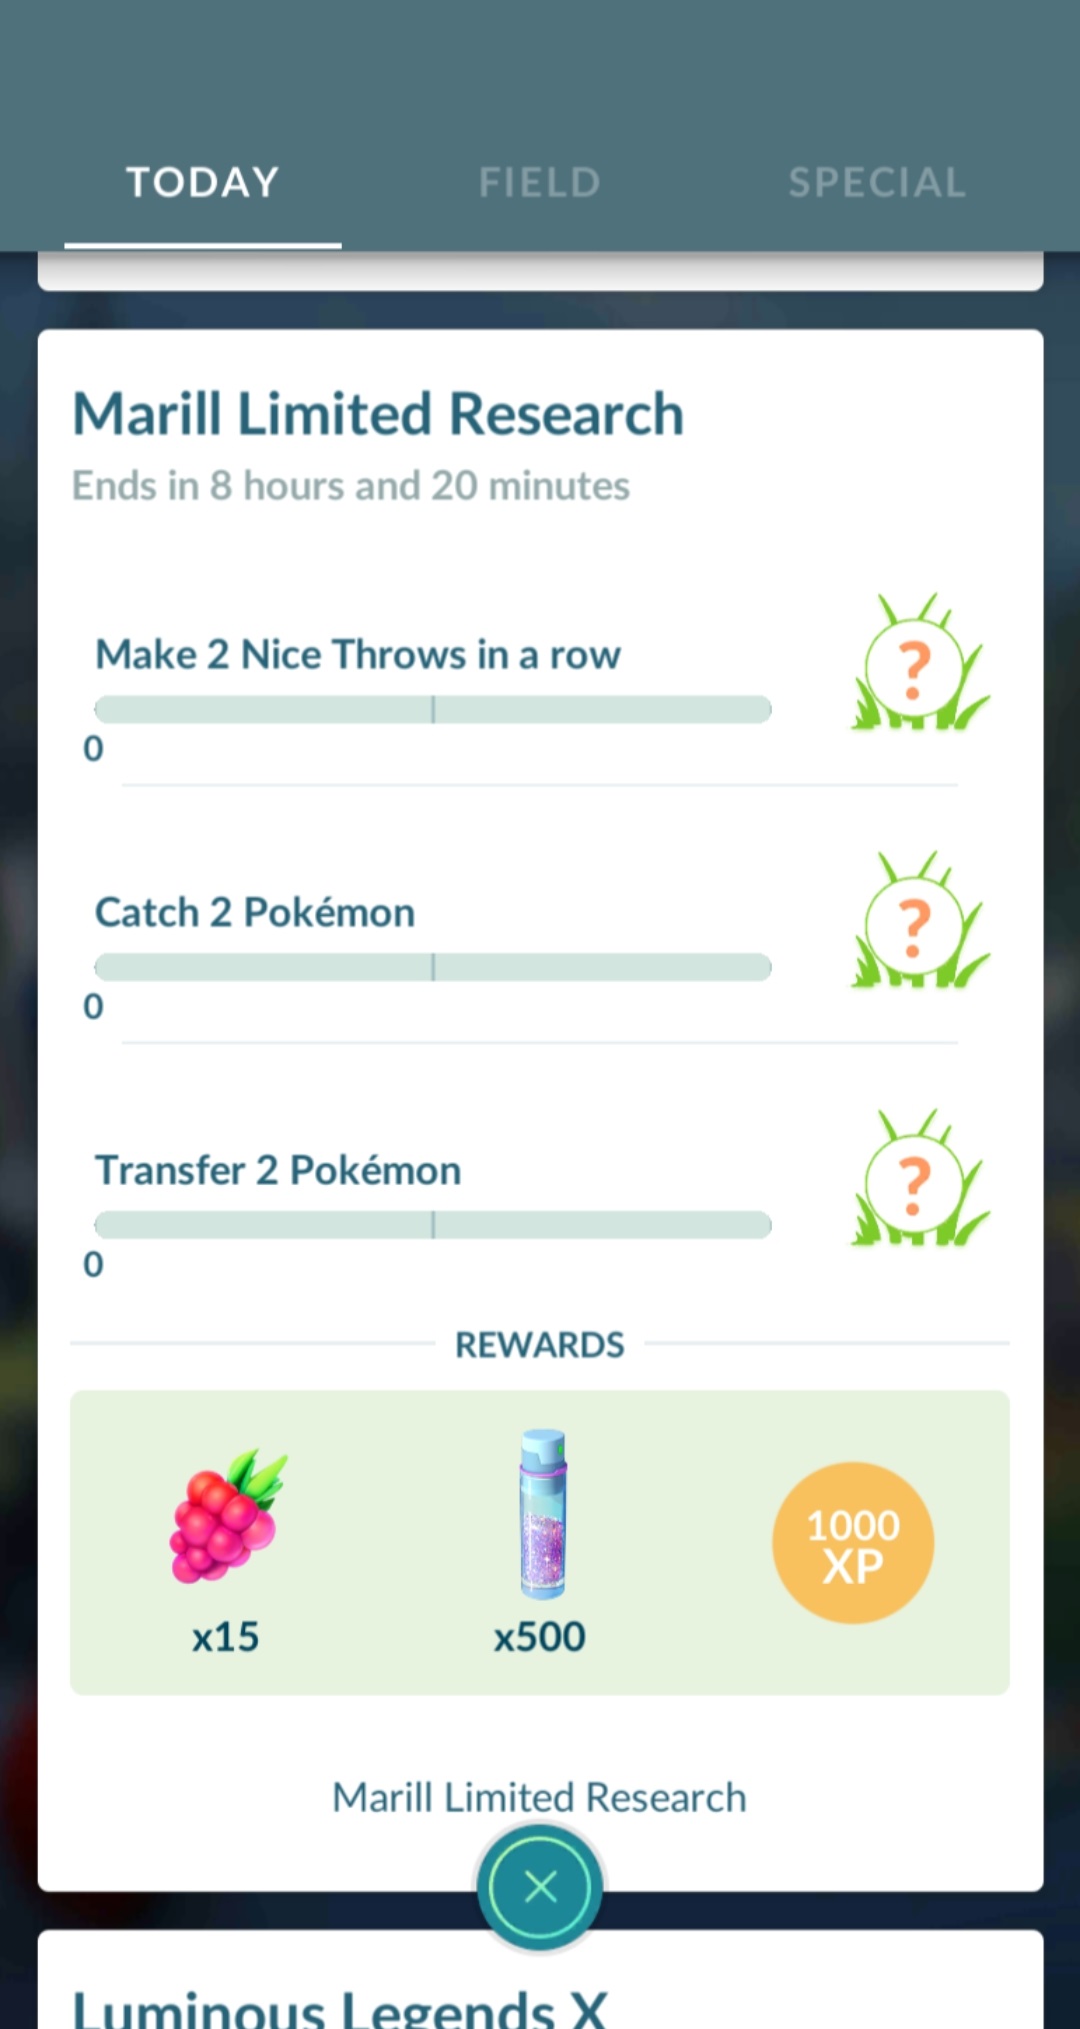 TODAY
FIELD
SPECIAL
Marill Limited Research
Ends in 8 hours and 20 minutes
Make 2 Nice Throws in a row
?
0
Catch 2 Pokémon
?
0
Transfer 2 Pokémon
?
0
REWARDS
1000
XP
x15
x500
Marill Limited Research
Luminous Legends X